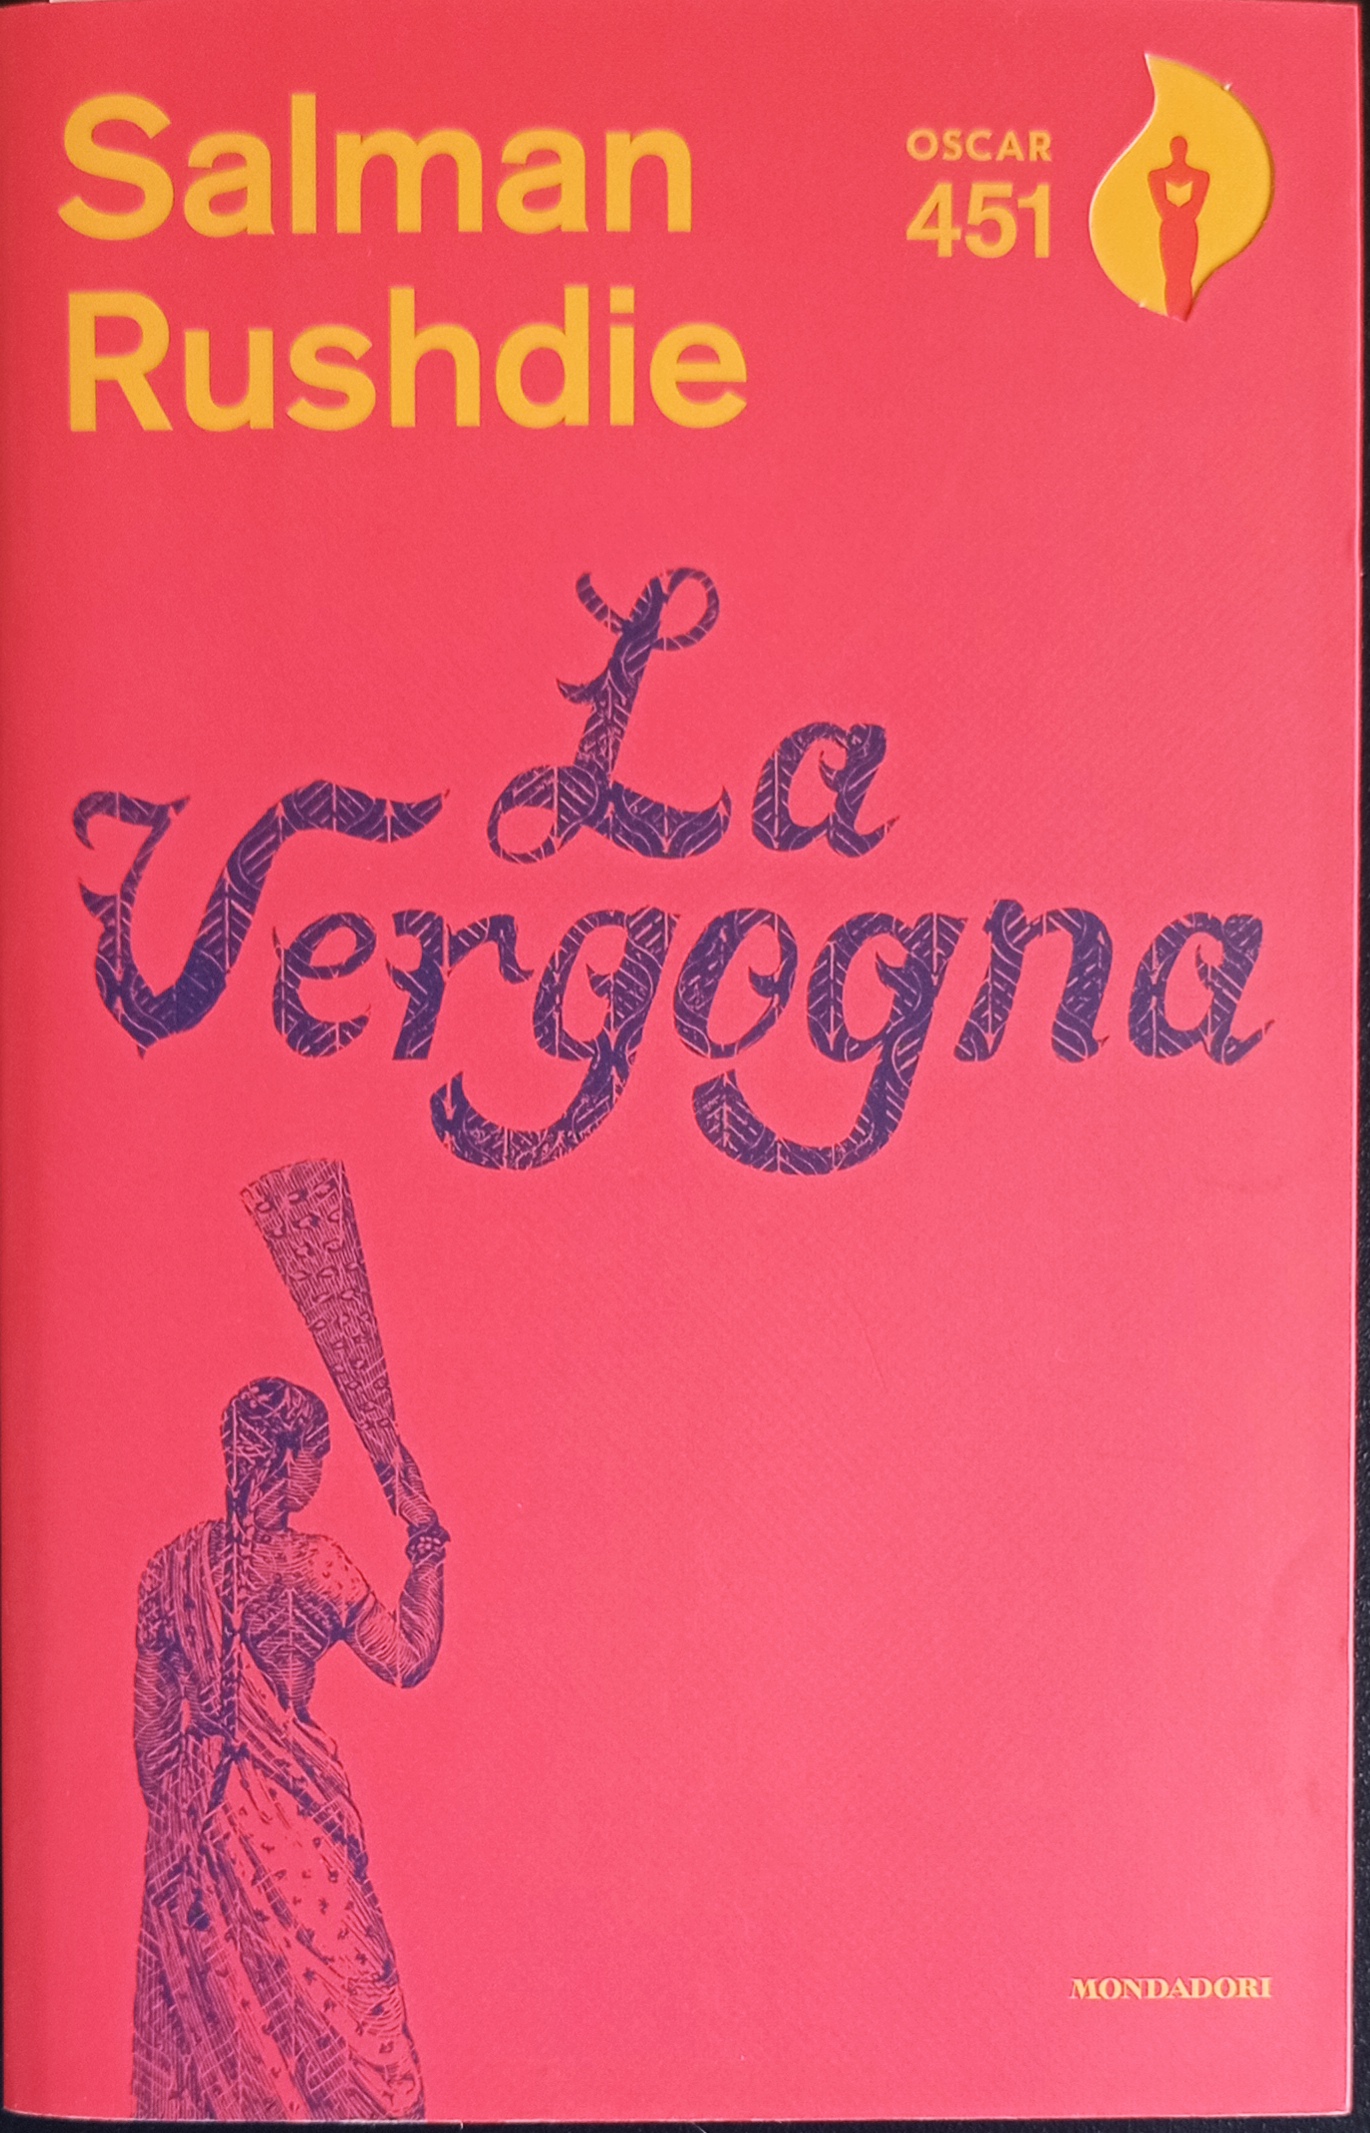 Salman
Rushdie
OSCAR
451
La
Vergogna
MONDADORI